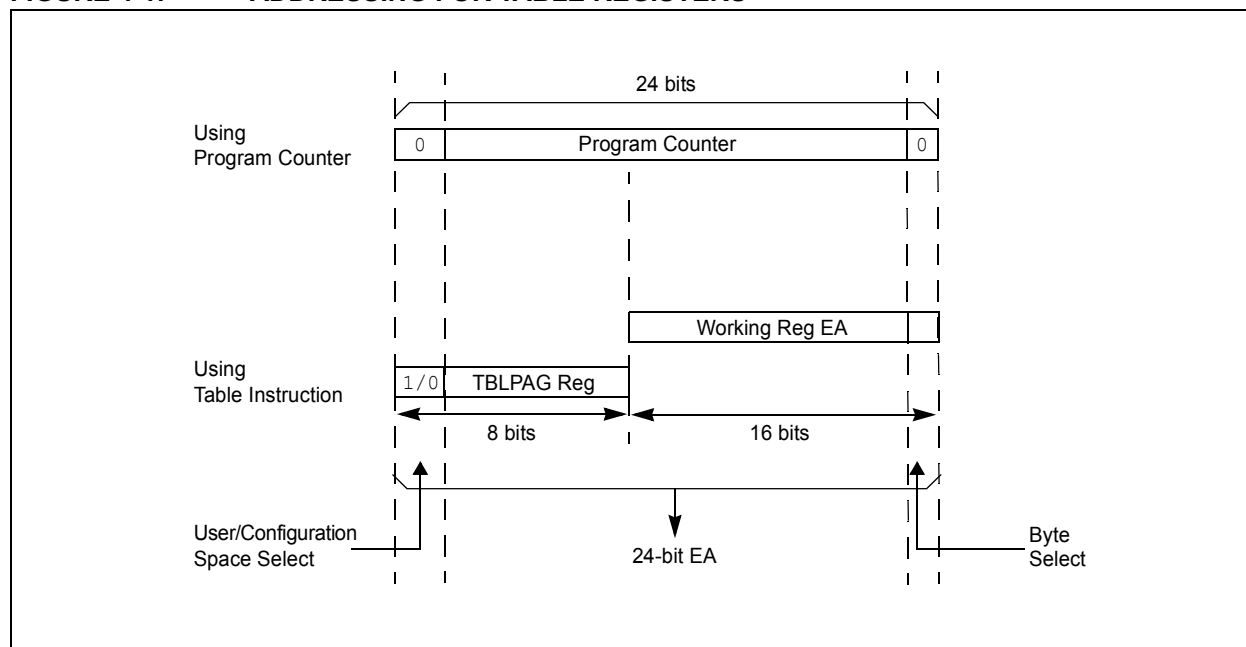 24 bits
Using
Program Counter
0
Program Counter
0
Working Reg EA
Using
Table Instruction
1/0
TBLPAG Reg
8 bits
16 bits
User/Configuration
Space Select
24-bit EA
Byte
Select